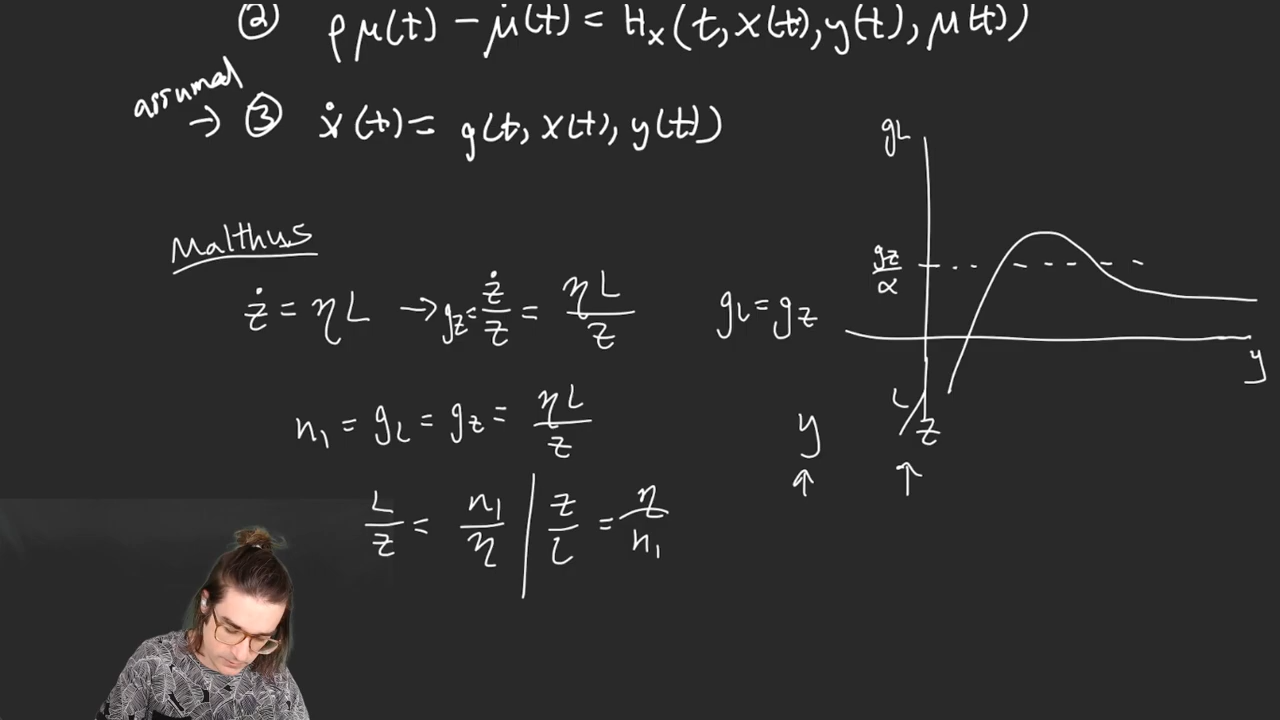 ② ρμ(t) − μ̇(t) = Hx(t, x(t), y(t), μ(t))
assumed
→ ③ ẋ(t) = g(t, x(t), y(t))
Malthus
ż = ηL → gz = ż/z = ηL/z
gL = gz
n₁ = gL = gz = ηL/z
L/z = n₁/η | z/L = η/n₁
gL
gz/α
y
y ↑
L/z ↑